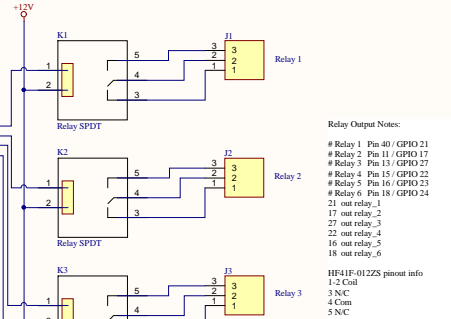 +12V
K1
J1
5
3
3
1
4
2
2
Relay 1
2
3
1
1
Relay SPDT
Relay Output Notes:
# Relay 1 Pin 40 / GPIO 21
# Relay 2 Pin 11 / GPIO 17
# Relay 3 Pin 13 / GPIO 27
# Relay 4 Pin 15 / GPIO 22
# Relay 5 Pin 16 / GPIO 23
# Relay 6 Pin 18 / GPIO 24
21 out relay_1
17 out relay_2
27 out relay_3
22 out relay_4
16 out relay_5
18 out relay_6
HF41F-012ZS pinout info
1-2 Coil
3 N/C
4 Com
5 N/C
K2
J2
5
3
3
1
4
2
2
Relay 2
2
3
1
1
Relay SPDT
K3
J3
5
3
3
1
4
2
2
Relay 3
1
1